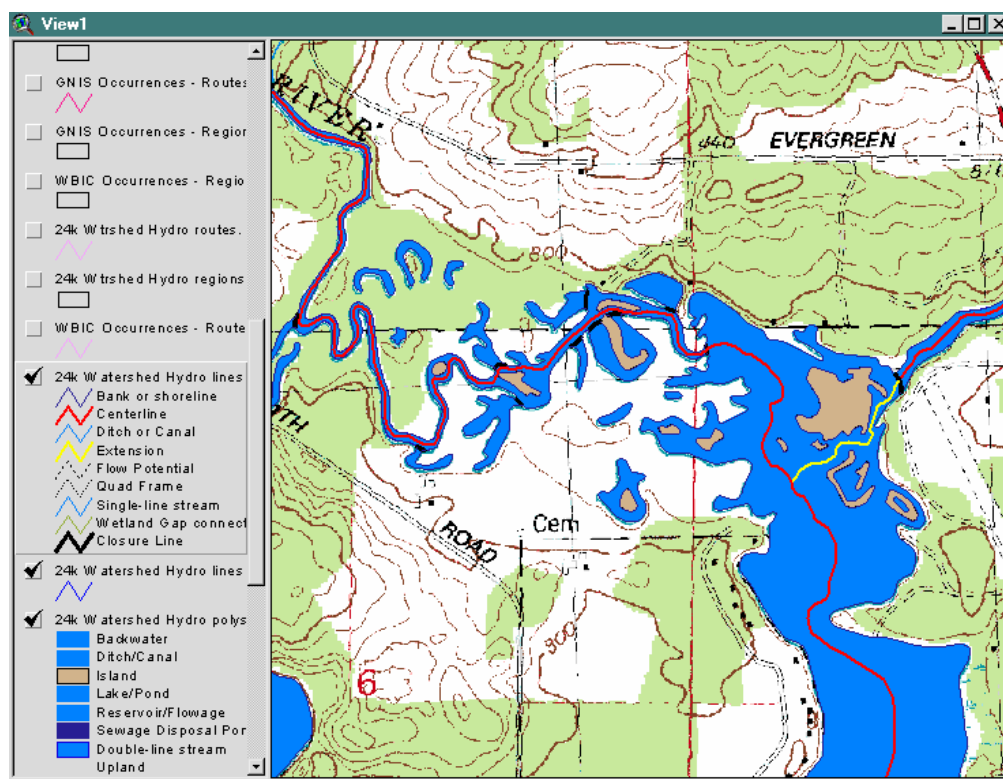 View1
GNIS Occurrences - Routes
GNIS Occurrences - Region
WBIC Occurrences - Regio
24k Wtrshed Hydro routes.
24k Wtrshed Hydro regions
WBIC Occurrences - Route
24k Watershed Hydro lines
Bank or shoreline
Centerline
Ditch or Canal
Extension
Flow Potential
Quad Frame
Single-line stream
Wetland Gap connect
Closure Line
24k Watershed Hydro lines
24k Watershed Hydro polys
Backwater
Ditch/Canal
Island
Lake/Pond
Reservoir/Flowage
Sewage Disposal Por
Double-line stream
Upland
RIVER
840
EVERGREEN
800
TH
ROAD
Cem
900
6